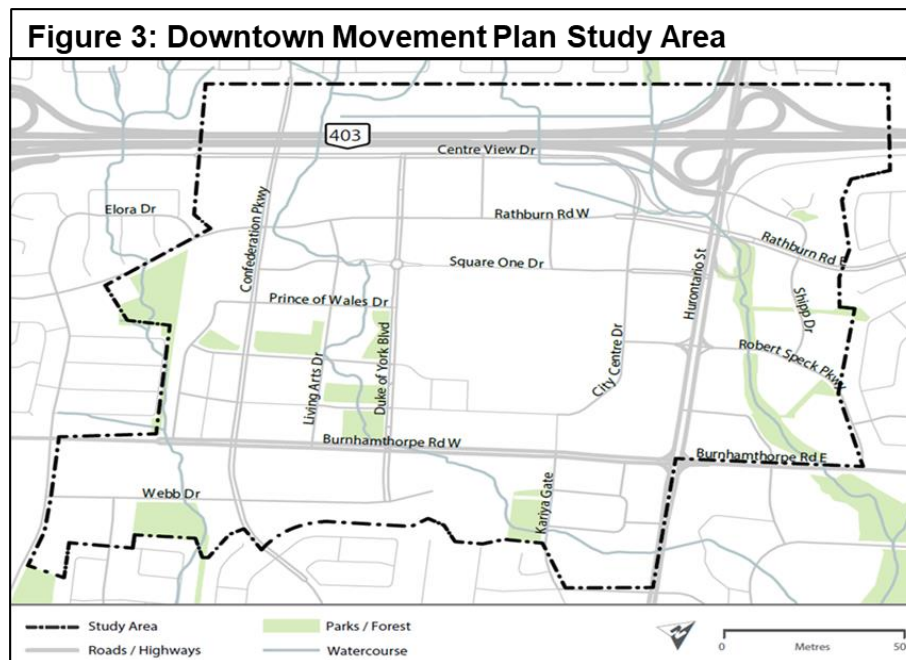 Figure 3: Downtown Movement Plan Study Area
403
Centre View Dr
Elora Dr
Confederation Pkwy
Rathburn Rd W
Rathburn Rd E
Square One Dr
Hurontario St
Prince of Wales Dr
Shipp Dr
Living Arts Dr
Duke of York Blvd
City Centre Dr
Robert Speck Pkwy
Burnhamthorpe Rd W
Burnhamthorpe Rd E
Webb Dr
Kariya Gate
Study Area
Parks / Forest
Roads / Highways
Watercourse
0
Metres